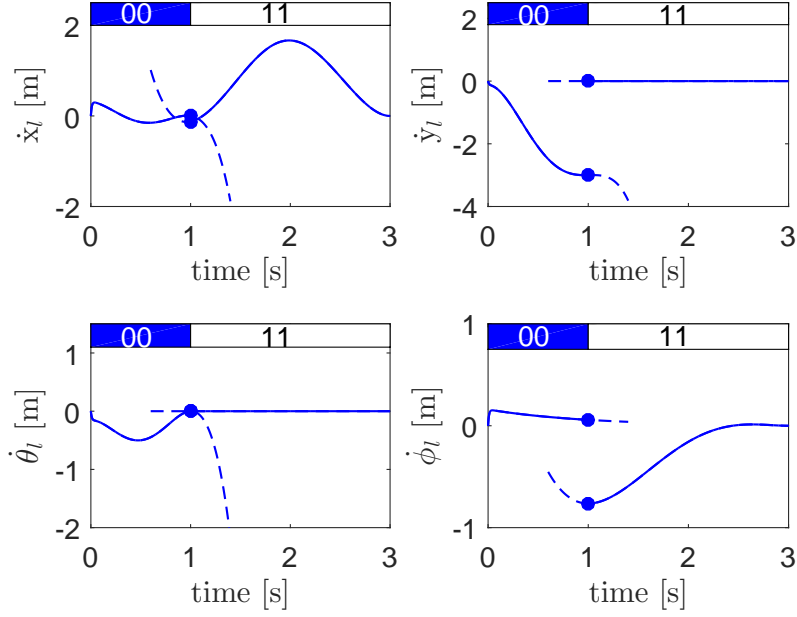 00 11
2
0
-2
ẋ_l [m]
0 1 2 3
time [s]
00 11
2
0
-2
-4
ẏ_l [m]
0 1 2 3
time [s]
00 11
1
0
-1
-2
θ̇_l [m]
0 1 2 3
time [s]
00 11
1
0
-1
ϕ̇_l [m]
0 1 2 3
time [s]